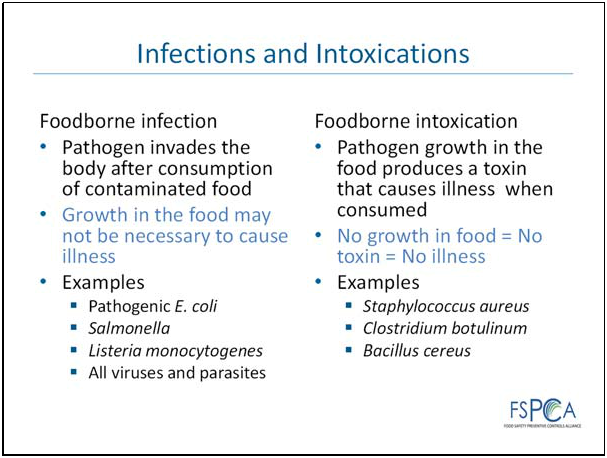 Infections and Intoxications
Foodborne infection
• Pathogen invades the
body after consumption
of contaminated food
• Growth in the food may
not be necessary to cause
illness
• Examples
▪ Pathogenic E. coli
▪ Salmonella
▪ Listeria monocytogenes
▪ All viruses and parasites
Foodborne intoxication
• Pathogen growth in the
food produces a toxin
that causes illness when
consumed
• No growth in food = No
toxin = No illness
• Examples
▪ Staphylococcus aureus
▪ Clostridium botulinum
▪ Bacillus cereus
FSPCA
FOOD SAFETY PREVENTIVE CONTROLS ALLIANCE